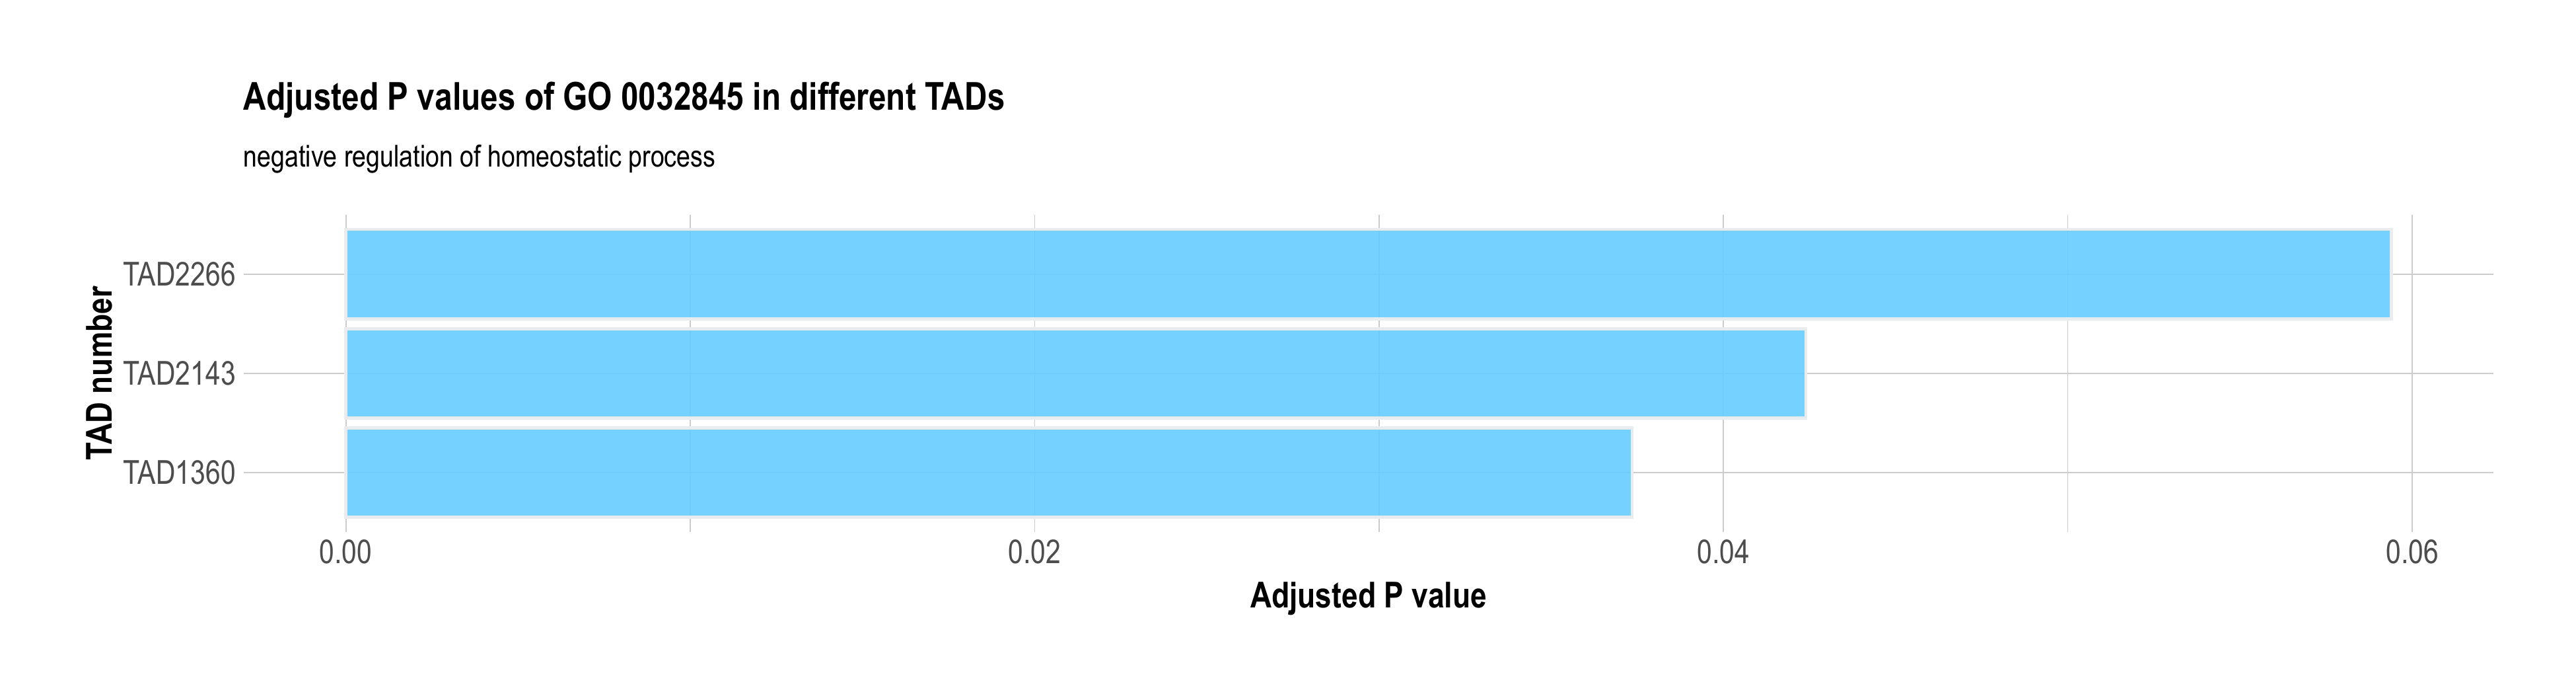 Adjusted P values of GO 0032845 in different TADs
negative regulation of homeostatic process
TAD number
TAD2266
TAD2143
TAD1360
0.00 0.02 0.04 0.06
Adjusted P value